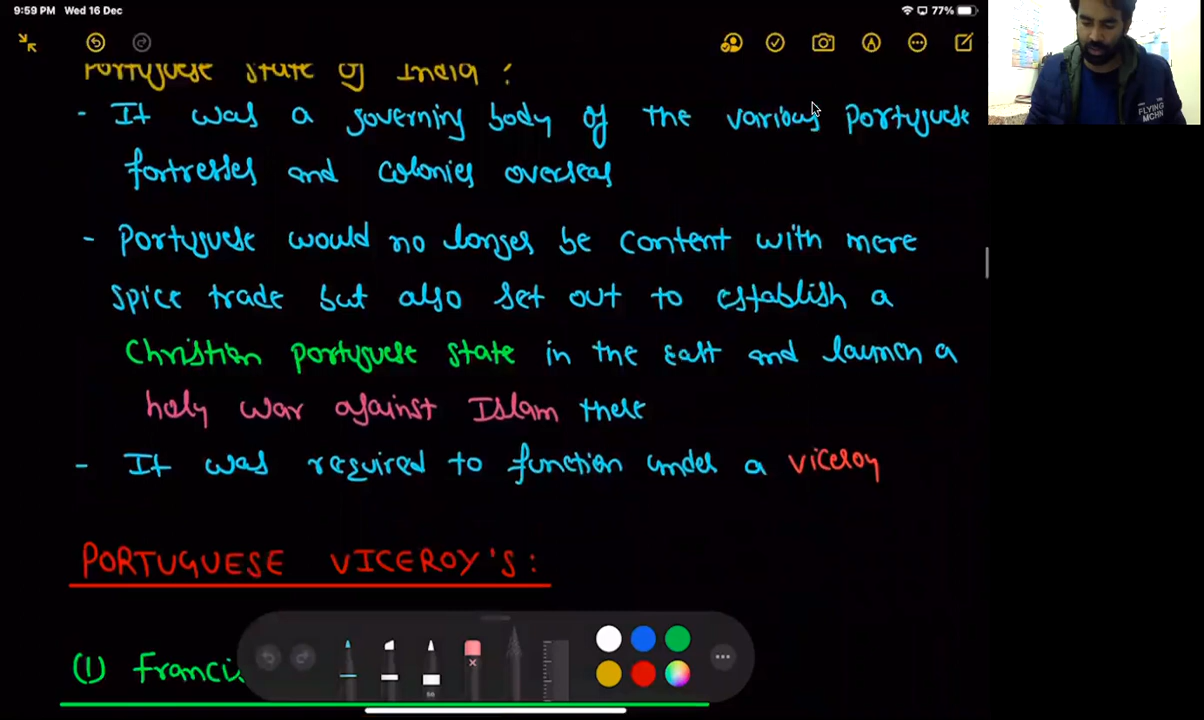 9:59 PM Wed 16 Dec
77%
Portuguese State of India :
- It was a governing body of the various Portuguese
fortresses and colonies overseas
- Portuguese would no longer be content with mere
spice trade but also set out to establish a
Christian Portuguese State in the East and launch a
holy war against Islam there
- It was required to function under a viceroy
PORTUGUESE VICEROY'S :
(1) Franci
FLYING
MCHN
50